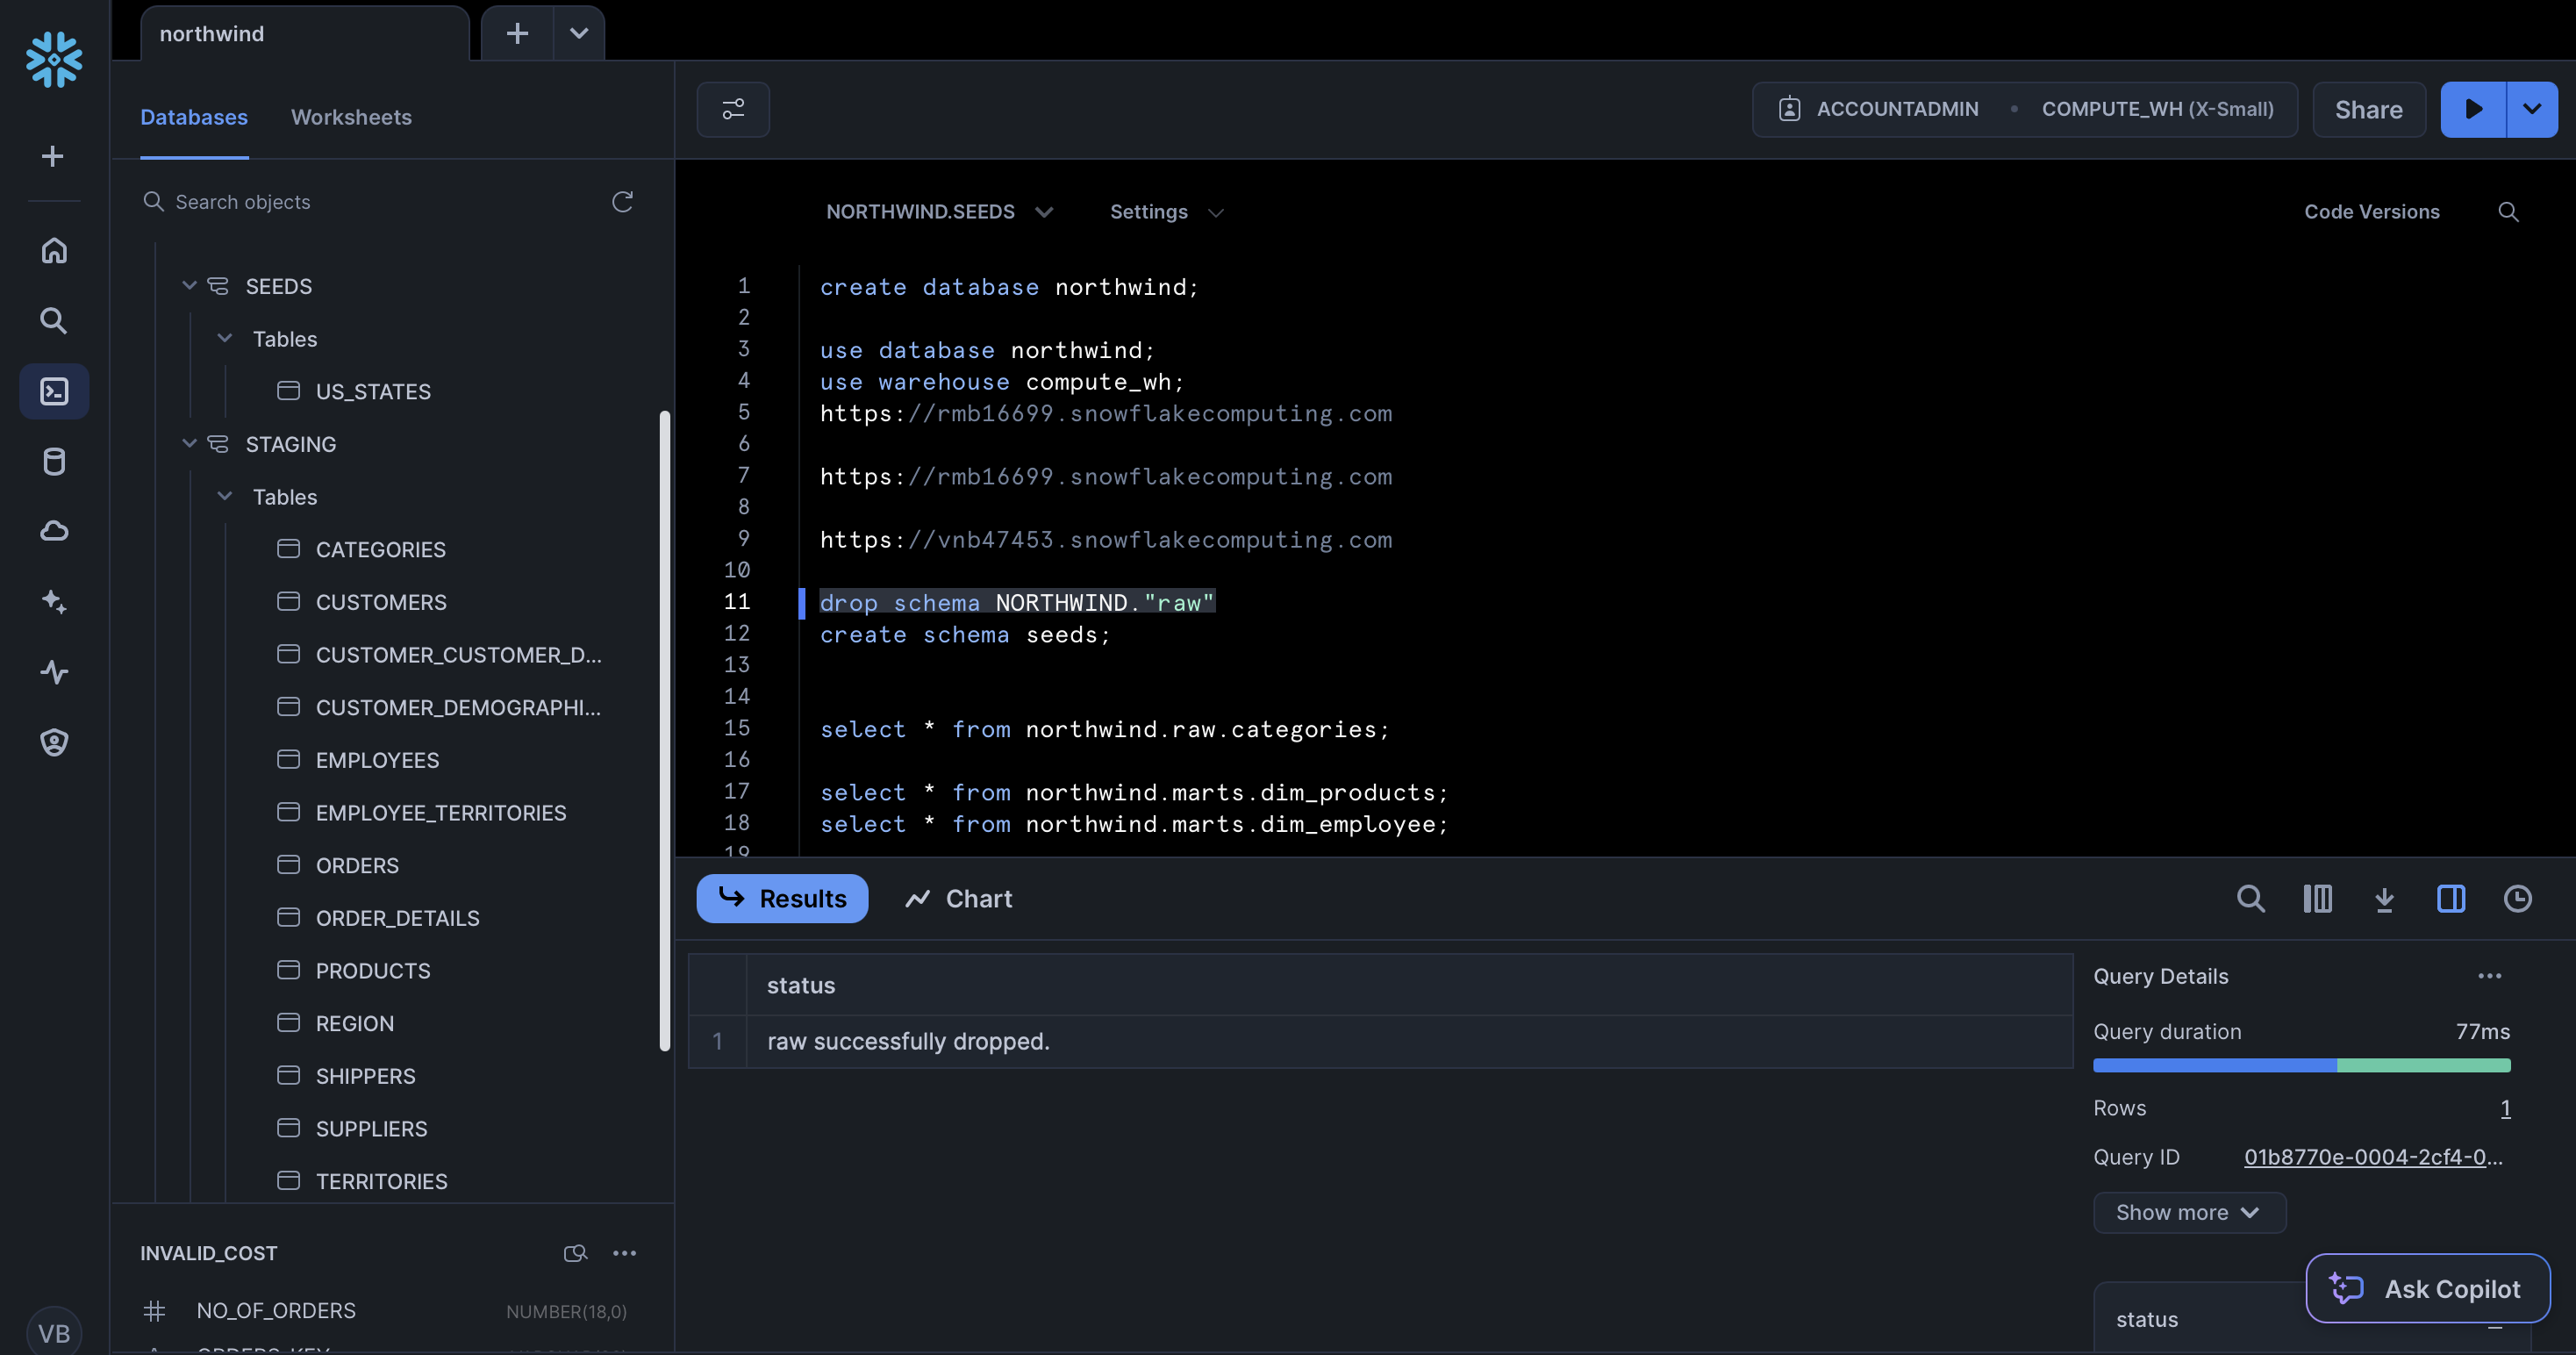 northwind
Databases
Worksheets
ACCOUNTADMIN
COMPUTE_WH (X-Small)
Share
Search objects
NORTHWIND.SEEDS
Settings
Code Versions
SEEDS
Tables
US_STATES
STAGING
Tables
CATEGORIES
CUSTOMERS
CUSTOMER_CUSTOMER_D...
CUSTOMER_DEMOGRAPHI...
EMPLOYEES
EMPLOYEE_TERRITORIES
ORDERS
ORDER_DETAILS
PRODUCTS
REGION
SHIPPERS
SUPPLIERS
TERRITORIES
INVALID_COST
NO_OF_ORDERS NUMBER(18,0)
VB
1 create database northwind;
2
3 use database northwind;
4 use warehouse compute_wh;
5 https://rmb16699.snowflakecomputing.com
6
7 https://rmb16699.snowflakecomputing.com
8
9 https://vnb47453.snowflakecomputing.com
10
11 drop schema NORTHWIND."raw"
12 create schema seeds;
13
14
15 select * from northwind.raw.categories;
16
17 select * from northwind.marts.dim_products;
18 select * from northwind.marts.dim_employee;
19
Results
Chart
status
1 raw successfully dropped.
Query Details
Query duration 77ms
Rows 1
Query ID 01b8770e-0004-2cf4-0...
Show more
Ask Copilot
status